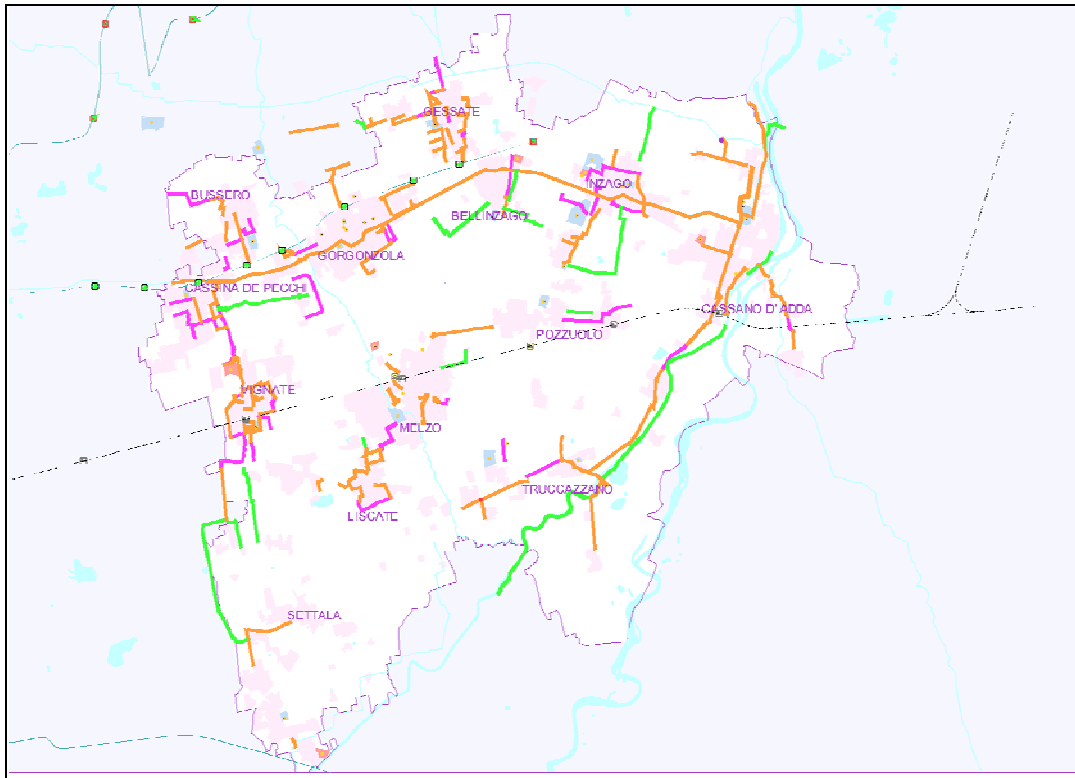 GESSATE
BUSSERO
INZAGO
BELLINZAGO
GORGONZOLA
CASSINA DE PECCHI
CASSANO D'ADDA
POZZUOLO
VIGNATE
MELZO
TRUCCAZZANO
LISCATE
SETTALA